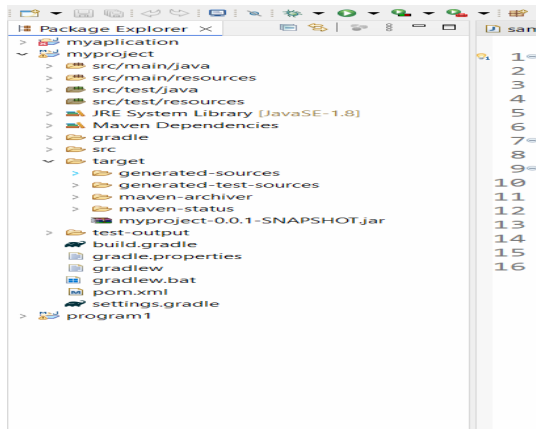 Package Explorer
myaplication
myproject
src/main/java
src/main/resources
src/test/java
src/test/resources
JRE System Library [JavaSE-1.8]
Maven Dependencies
gradle
src
target
generated-sources
generated-test-sources
maven-archiver
maven-status
myproject-0.0.1-SNAPSHOT.jar
test-output
build.gradle
gradle.properties
gradlew
gradlew.bat
pom.xml
settings.gradle
program1
sam
1
2
3
4
5
6
7
8
9
10
11
12
13
14
15
16